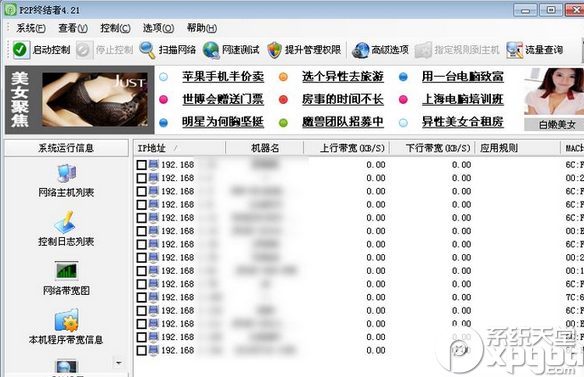 P2P终结者4.21
系统(F) 查看(V) 控制(C) 选项(O) 帮助(H)
启动控制 停止控制 扫描网络 网速测试 提升管理权限 高级选项 指定规则到主机 流量查询
美女聚焦
JUST
苹果手机半价卖 选个异性去旅游 用一台电脑致富
世博会赠送门票 房事的时间不长 上海电脑培训班
明星为何胸坚挺 魔兽团队招募中 异性美女合租房
白嫩美女
系统运行信息
网络主机列表
控制日志列表
网络带宽图
本机程序带宽信息
IP地址 机器名 上行带宽(KB/S) 下行带宽(KB/S) 应用规则 MAC
192.168 0.00 0.00 6C:F
192.168 0.00 0.00 00:2
192.168 0.00 0.00 6C:F
192.168 0.00 0.00 6C:F
192.168 0.00 0.00 6C:F
192.168 0.00 0.00 6C:F
192.168 0.00 0.00 00:2
192.168 0.00 0.00 6C:F
192.168 0.00 0.00 00:1
192.168 0.00 0.00 6C:F
192.168 0.00 0.00 7C:6
192.168 0.00 0.00 6C:F
192.168 0.00 0.00
192.168 0.00
192.168 0.00
系统天堂